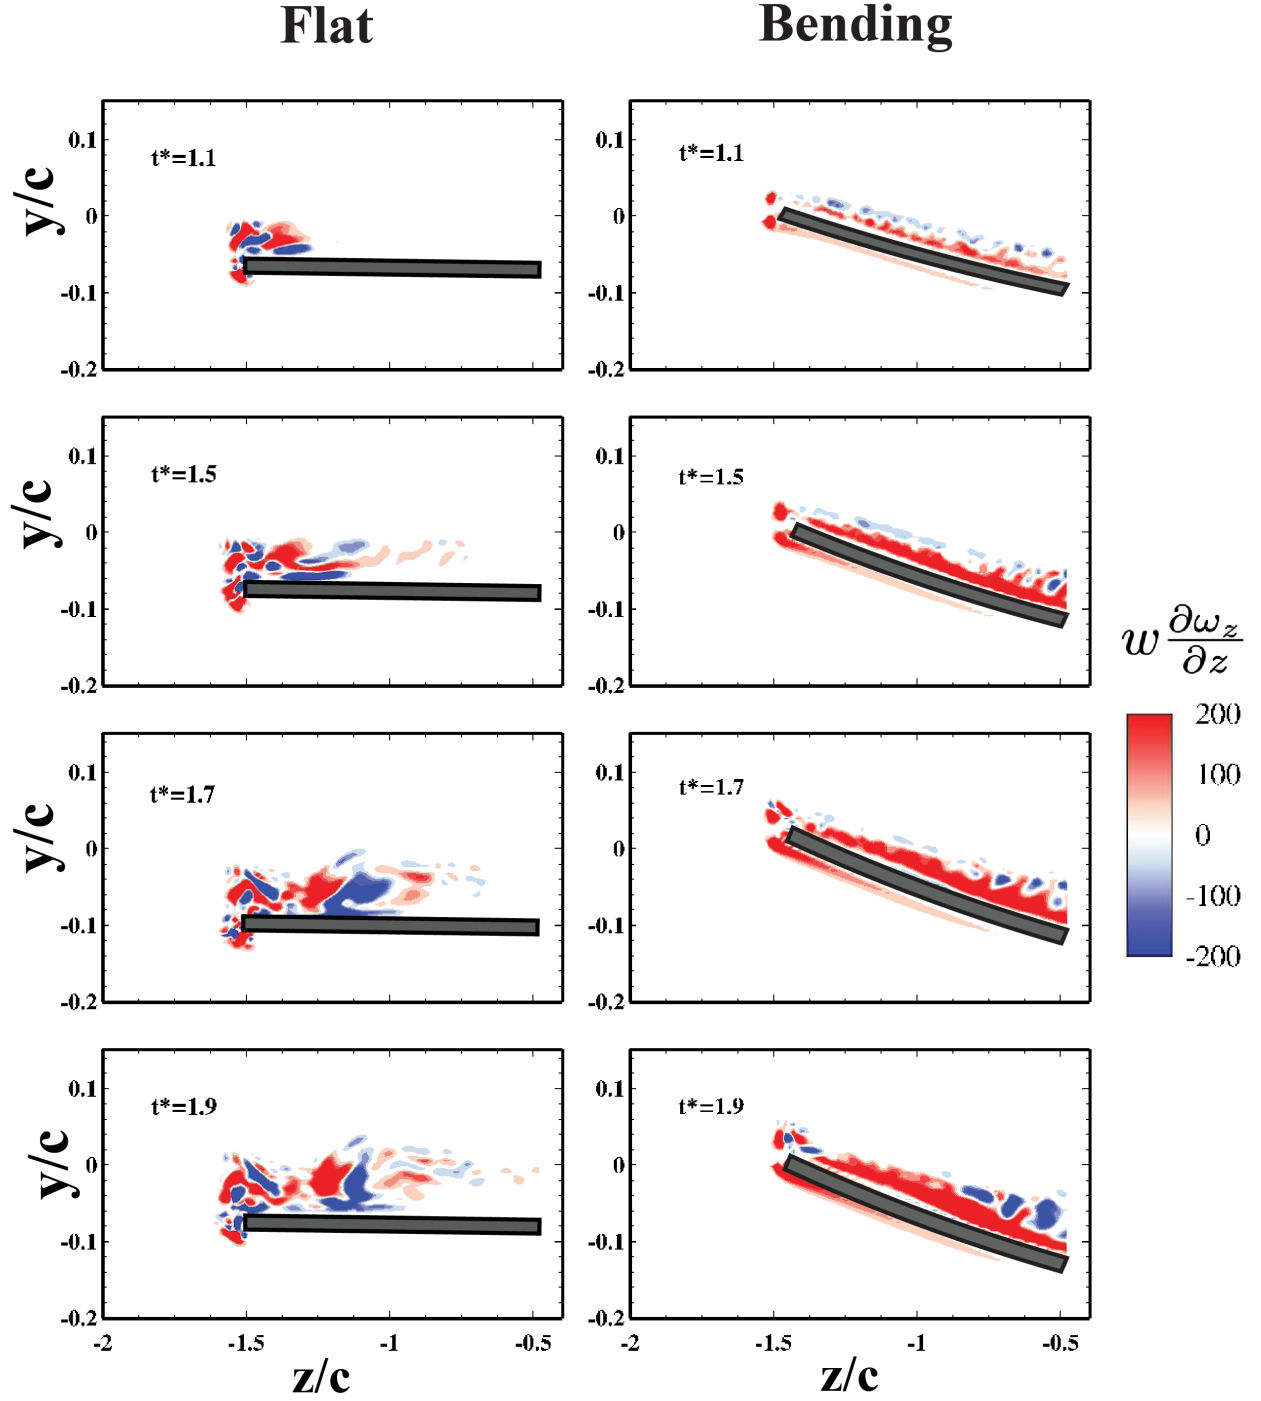 Flat Bending
y/c 0.1 0 -0.1 -0.2 t*=1.1
0.1 0 -0.1 -0.2 t*=1.1
y/c 0.1 0 -0.1 -0.2 t*=1.5
0.1 0 -0.1 -0.2 t*=1.5
y/c 0.1 0 -0.1 -0.2 t*=1.7
0.1 0 -0.1 -0.2 t*=1.7
y/c 0.1 0 -0.1 -0.2 t*=1.9
0.1 0 -0.1 -0.2 t*=1.9
-2 -1.5 -1 -0.5
-2 -1.5 -1 -0.5
z/c z/c
w ∂ω_z/∂z
200
100
0
-100
-200